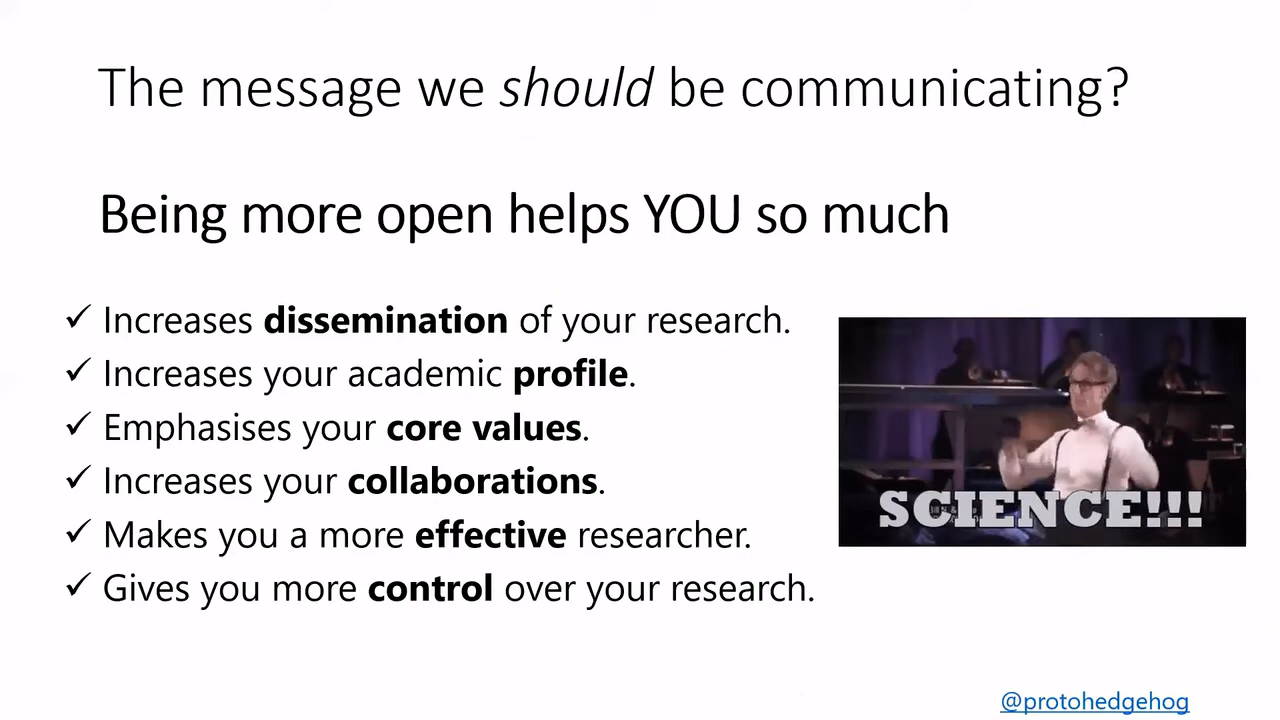 The message we should be communicating?
Being more open helps YOU so much
✓ Increases dissemination of your research.
✓ Increases your academic profile.
✓ Emphasises your core values.
✓ Increases your collaborations.
✓ Makes you a more effective researcher.
✓ Gives you more control over your research.
SCIENCE!!!
@protohedgehog